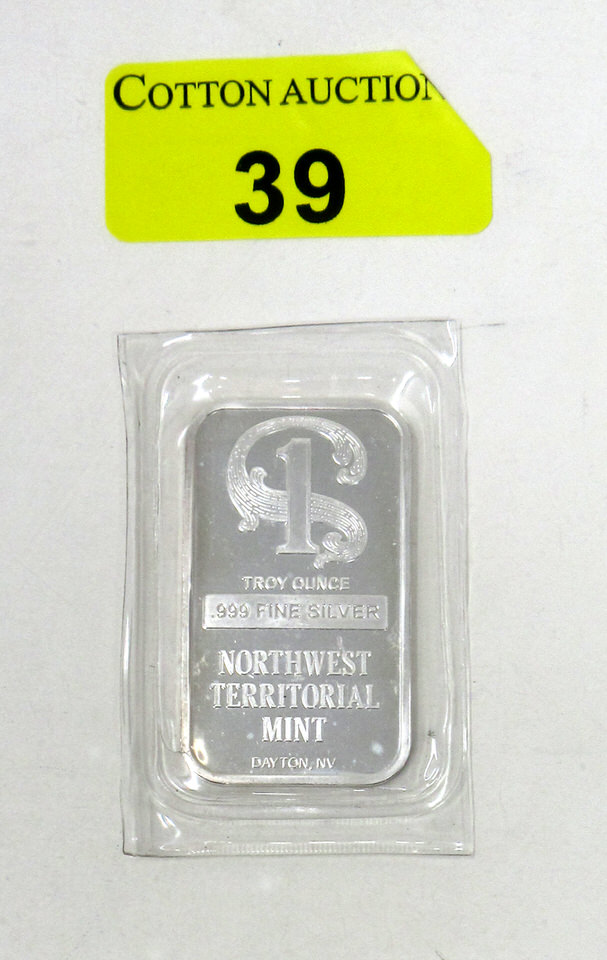 COTTON AUCTION
39
1
TROY OUNCE
.999 FINE SILVER
NORTHWEST
TERRITORIAL
MINT
DAYTON, NV